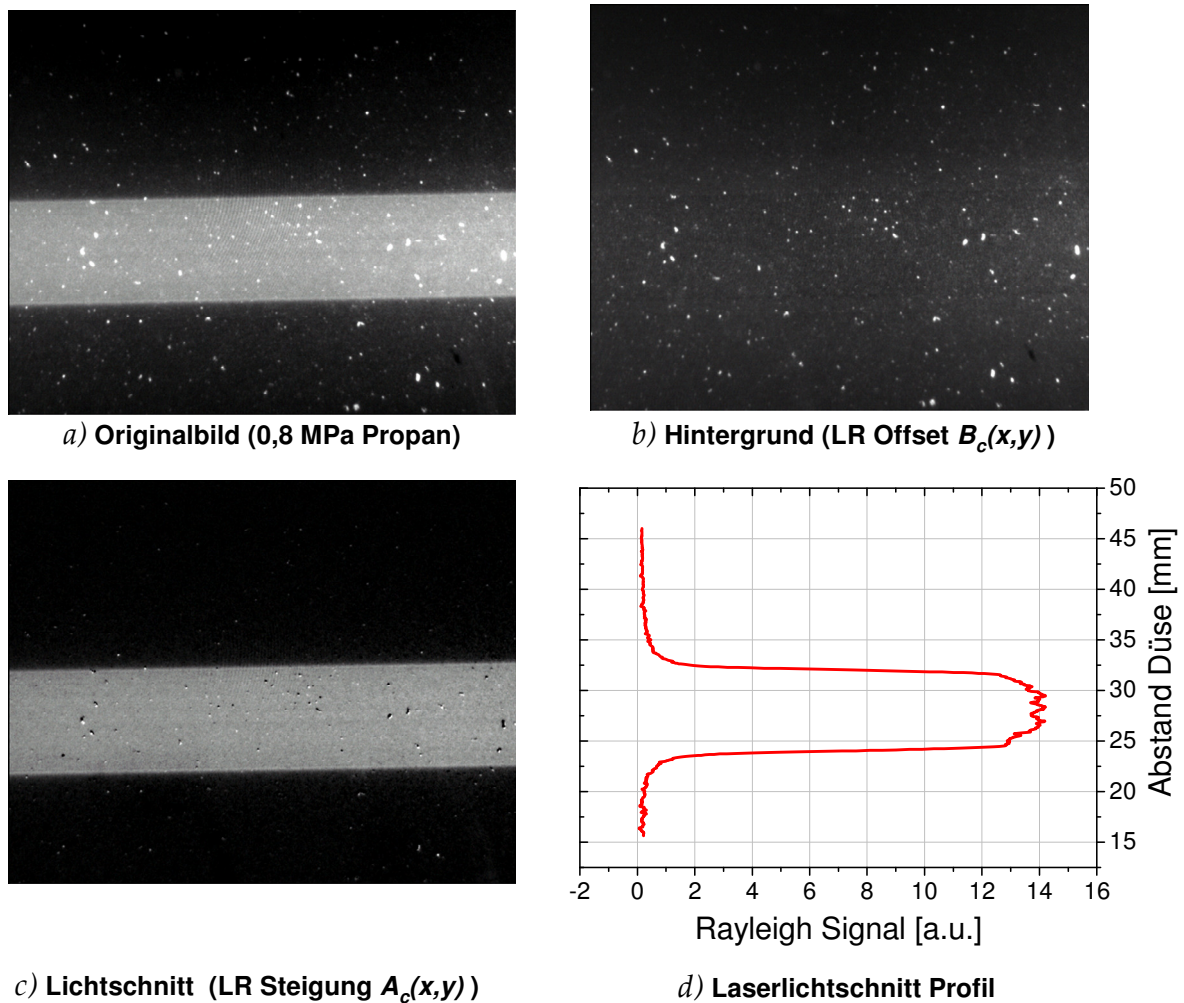 a) Originalbild (0,8 MPa Propan)
b) Hintergrund (LR Offset B_c(x,y) )
50
45
40
35
30
25
20
15
Abstand Düse [mm]
-2 0 2 4 6 8 10 12 14 16
Rayleigh Signal [a.u.]
c) Lichtschnitt (LR Steigung A_c(x,y) )
d) Laserlichtschnitt Profil